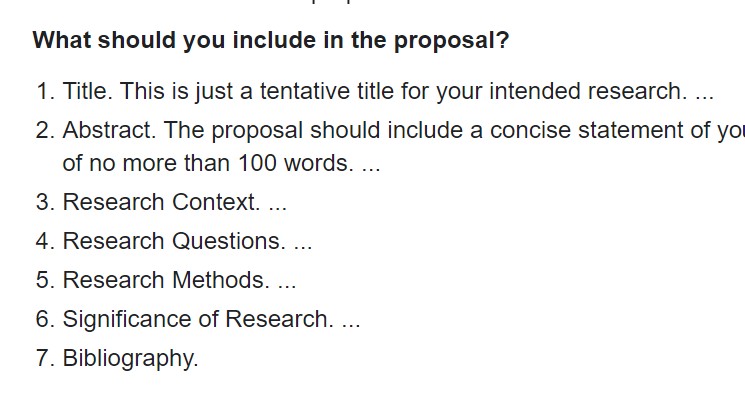 What should you include in the proposal?
1. Title. This is just a tentative title for your intended research. ...
2. Abstract. The proposal should include a concise statement of
of no more than 100 words. ...
3. Research Context. ...
4. Research Questions. ...
5. Research Methods. ...
6. Significance of Research. ...
7. Bibliography.